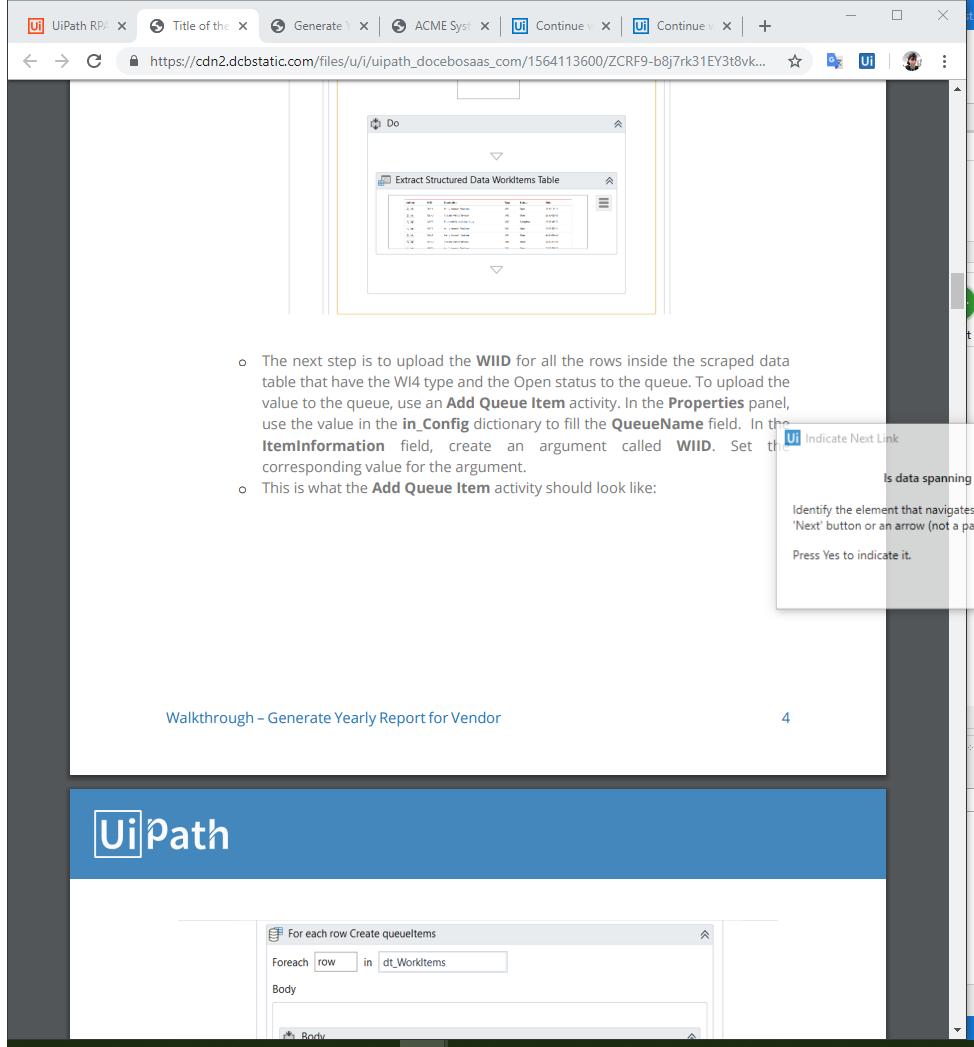 UiPath RPA
Title of the
Generate Y
ACME Syst
Continue w
Continue w
https://cdn2.dcbstatic.com/files/u/i/uipath_docebosaas_com/1564113600/ZCRF9-b8j7rk31EY3t8vk...
Do
Extract Structured Data WorkItems Table
The next step is to upload the WIID for all the rows inside the scraped data
table that have the WI4 type and the Open status to the queue. To upload the
value to the queue, use an Add Queue Item activity. In the Properties panel,
use the value in the in_Config dictionary to fill the QueueName field. In the
ItemInformation field, create an argument called WIID. Set the
corresponding value for the argument.
This is what the Add Queue Item activity should look like:
Ui Indicate Next Link
Is data spanning
Identify the element that navigates
'Next' button or an arrow (not a pa
Press Yes to indicate it.
Walkthrough – Generate Yearly Report for Vendor 4
UiPath
For each row Create queueItems
Foreach row in dt_WorkItems
Body
Body